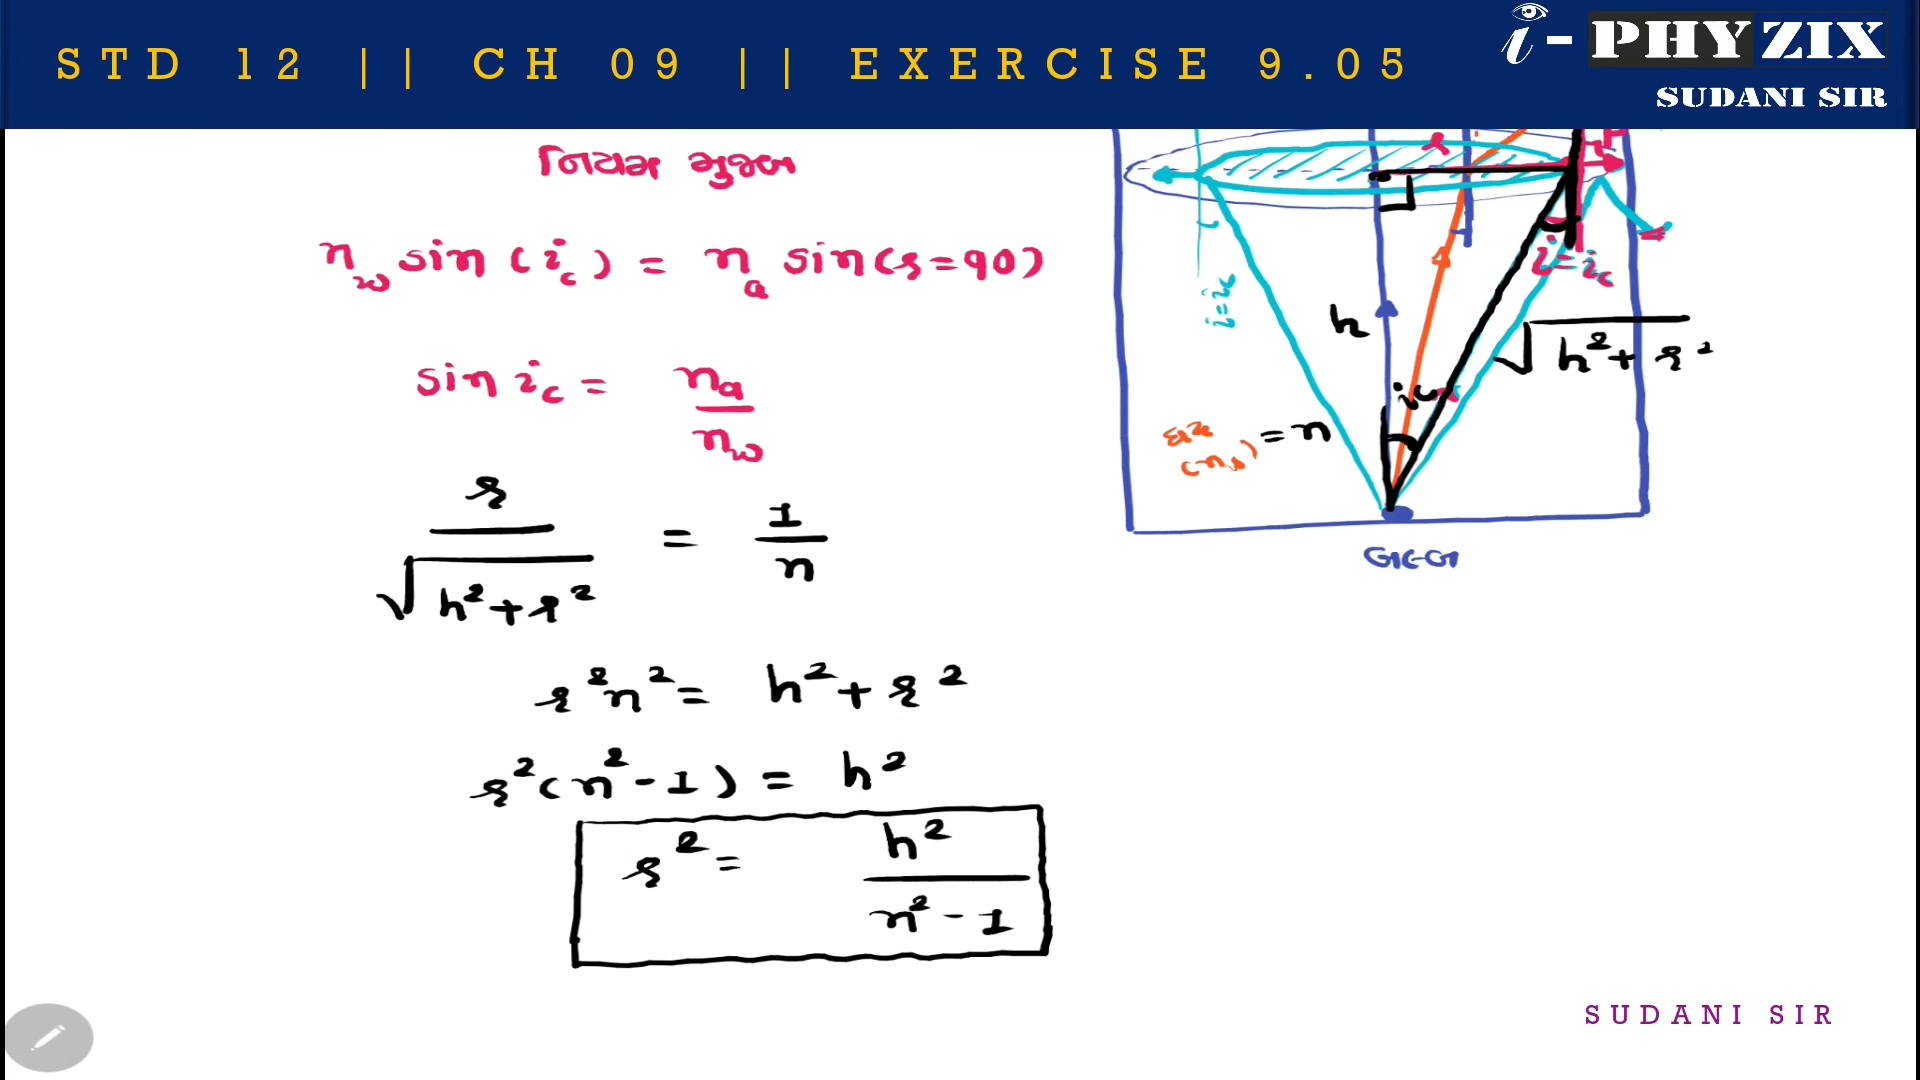 STD 12 || CH 09 || EXERCISE 9.05
i-PHYZIX
SUDANI SIR
નિયમ મુજબ
n_w sin(i_c) = n_a sin(r=90)
sin i_c = n_a / n_w
r / √(h²+r²) = 1 / n
r²n² = h²+r²
r²(n²-1) = h²
r² = h² / (n²-1)
r
i=i_c
i=i_c
h
√(h²+r²)
i_c
= n
SUDANI SIR